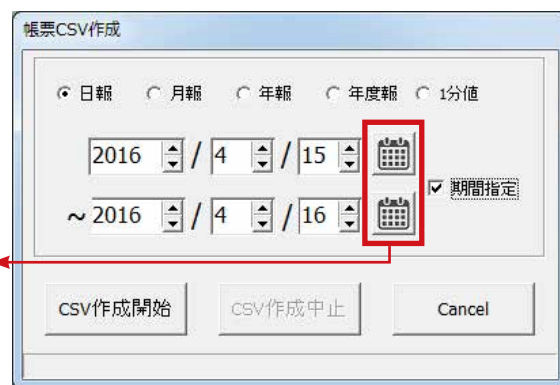 帳票CSV作成
日報 月報 年報 年度報 1分値
2016 / 4 / 15
~ 2016 / 4 / 16
期間指定
CSV作成開始 CSV作成中止 Cancel